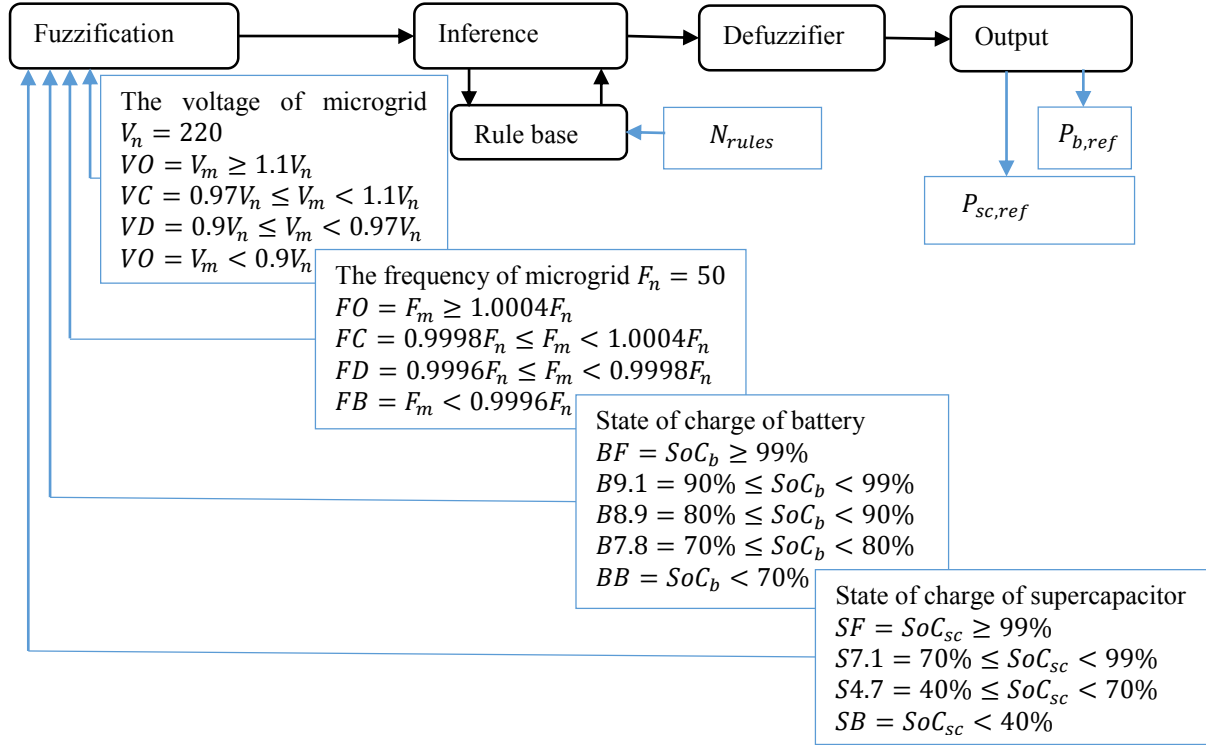 Fuzzification
Inference
Defuzzifier
Output
Rule base
N_rules
P_b,ref
P_sc,ref
The voltage of microgrid
V_n = 220
VO = V_m ≥ 1.1V_n
VC = 0.97V_n ≤ V_m < 1.1V_n
VD = 0.9V_n ≤ V_m < 0.97V_n
VO = V_m < 0.9V_n
The frequency of microgrid F_n = 50
FO = F_m ≥ 1.0004F_n
FC = 0.9998F_n ≤ F_m < 1.0004F_n
FD = 0.9996F_n ≤ F_m < 0.9998F_n
FB = F_m < 0.9996F_n
State of charge of battery
BF = SoC_b ≥ 99%
B9.1 = 90% ≤ SoC_b < 99%
B8.9 = 80% ≤ SoC_b < 90%
B7.8 = 70% ≤ SoC_b < 80%
BB = SoC_b < 70%
State of charge of supercapacitor
SF = SoC_sc ≥ 99%
S7.1 = 70% ≤ SoC_sc < 99%
S4.7 = 40% ≤ SoC_sc < 70%
SB = SoC_sc < 40%